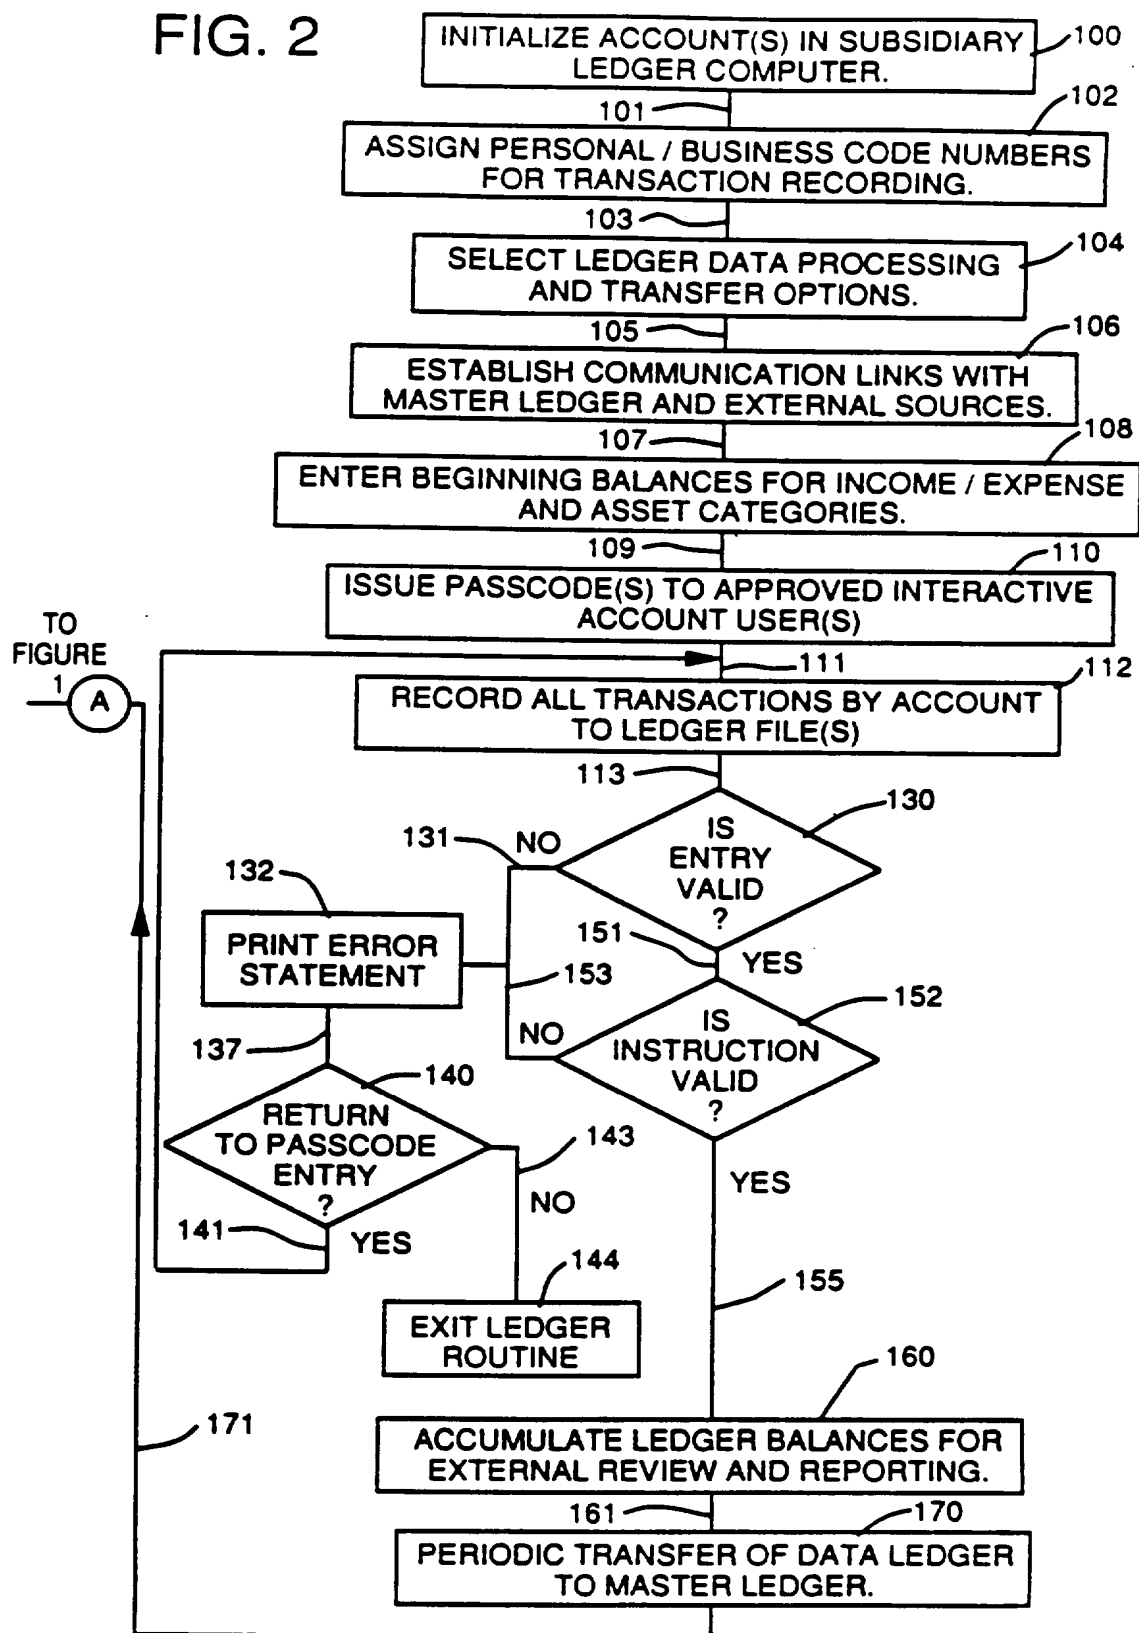 FIG. 2
INITIALIZE ACCOUNT(S) IN SUBSIDIARY
LEDGER COMPUTER.
100
101
102
ASSIGN PERSONAL / BUSINESS CODE NUMBERS
FOR TRANSACTION RECORDING.
103
104
SELECT LEDGER DATA PROCESSING
AND TRANSFER OPTIONS.
105
106
ESTABLISH COMMUNICATION LINKS WITH
MASTER LEDGER AND EXTERNAL SOURCES.
107
108
ENTER BEGINNING BALANCES FOR INCOME / EXPENSE
AND ASSET CATEGORIES.
109
110
ISSUE PASSCODE(S) TO APPROVED INTERACTIVE
ACCOUNT USER(S)
TO
FIGURE
1
A
111
112
RECORD ALL TRANSACTIONS BY ACCOUNT
TO LEDGER FILE(S)
113
130
IS
ENTRY
VALID
?
NO
131
132
PRINT ERROR
STATEMENT
151
YES
153
152
IS
INSTRUCTION
VALID
?
NO
137
140
RETURN
TO PASSCODE
ENTRY
?
143
NO
YES
141
YES
144
EXIT LEDGER
ROUTINE
155
160
171
ACCUMULATE LEDGER BALANCES FOR
EXTERNAL REVIEW AND REPORTING.
161
170
PERIODIC TRANSFER OF DATA LEDGER
TO MASTER LEDGER.